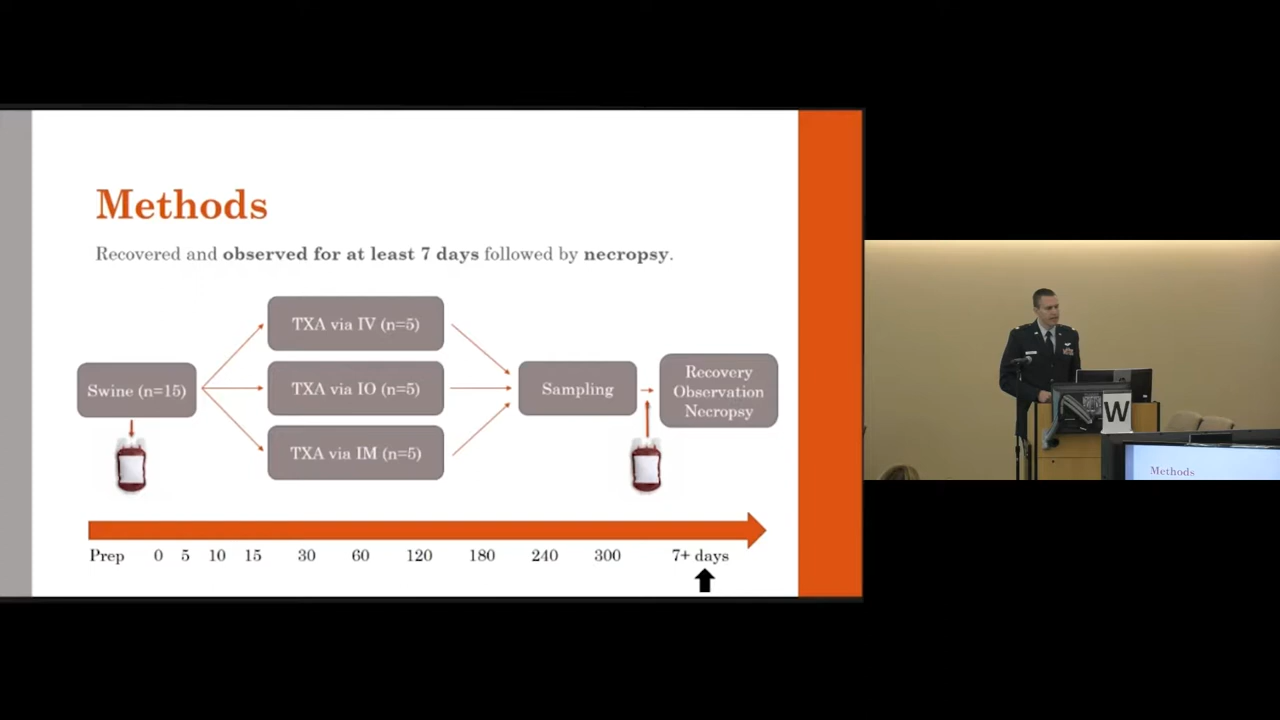 Methods
Recovered and observed for at least 7 days followed by necropsy.
TXA via IV (n=5)
Swine (n=15)
TXA via IO (n=5)
TXA via IM (n=5)
Sampling
Recovery
Observation
Necropsy
Prep 0 5 10 15 30 60 120 180 240 300 7+ days
W
Methods